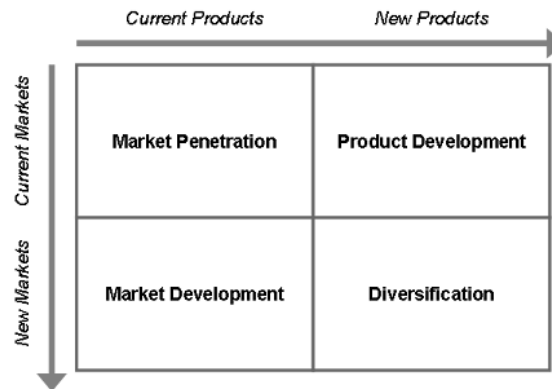 Current Products New Products
Current Markets
Market Penetration Product Development
New Markets
Market Development Diversification